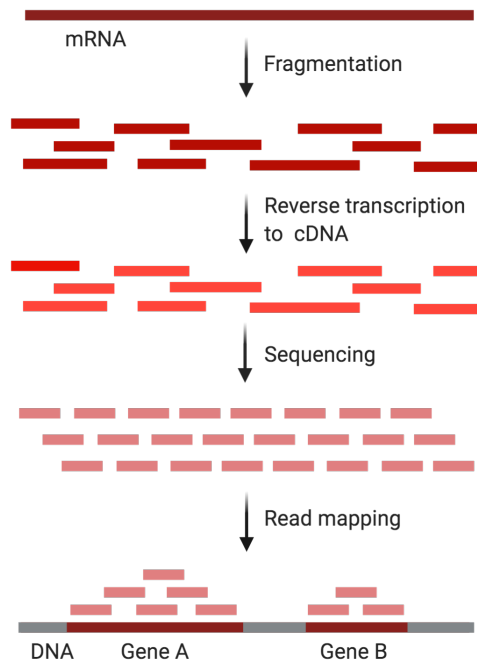 mRNA
Fragmentation
Reverse transcription
to cDNA
Sequencing
Read mapping
DNA
Gene A
Gene B